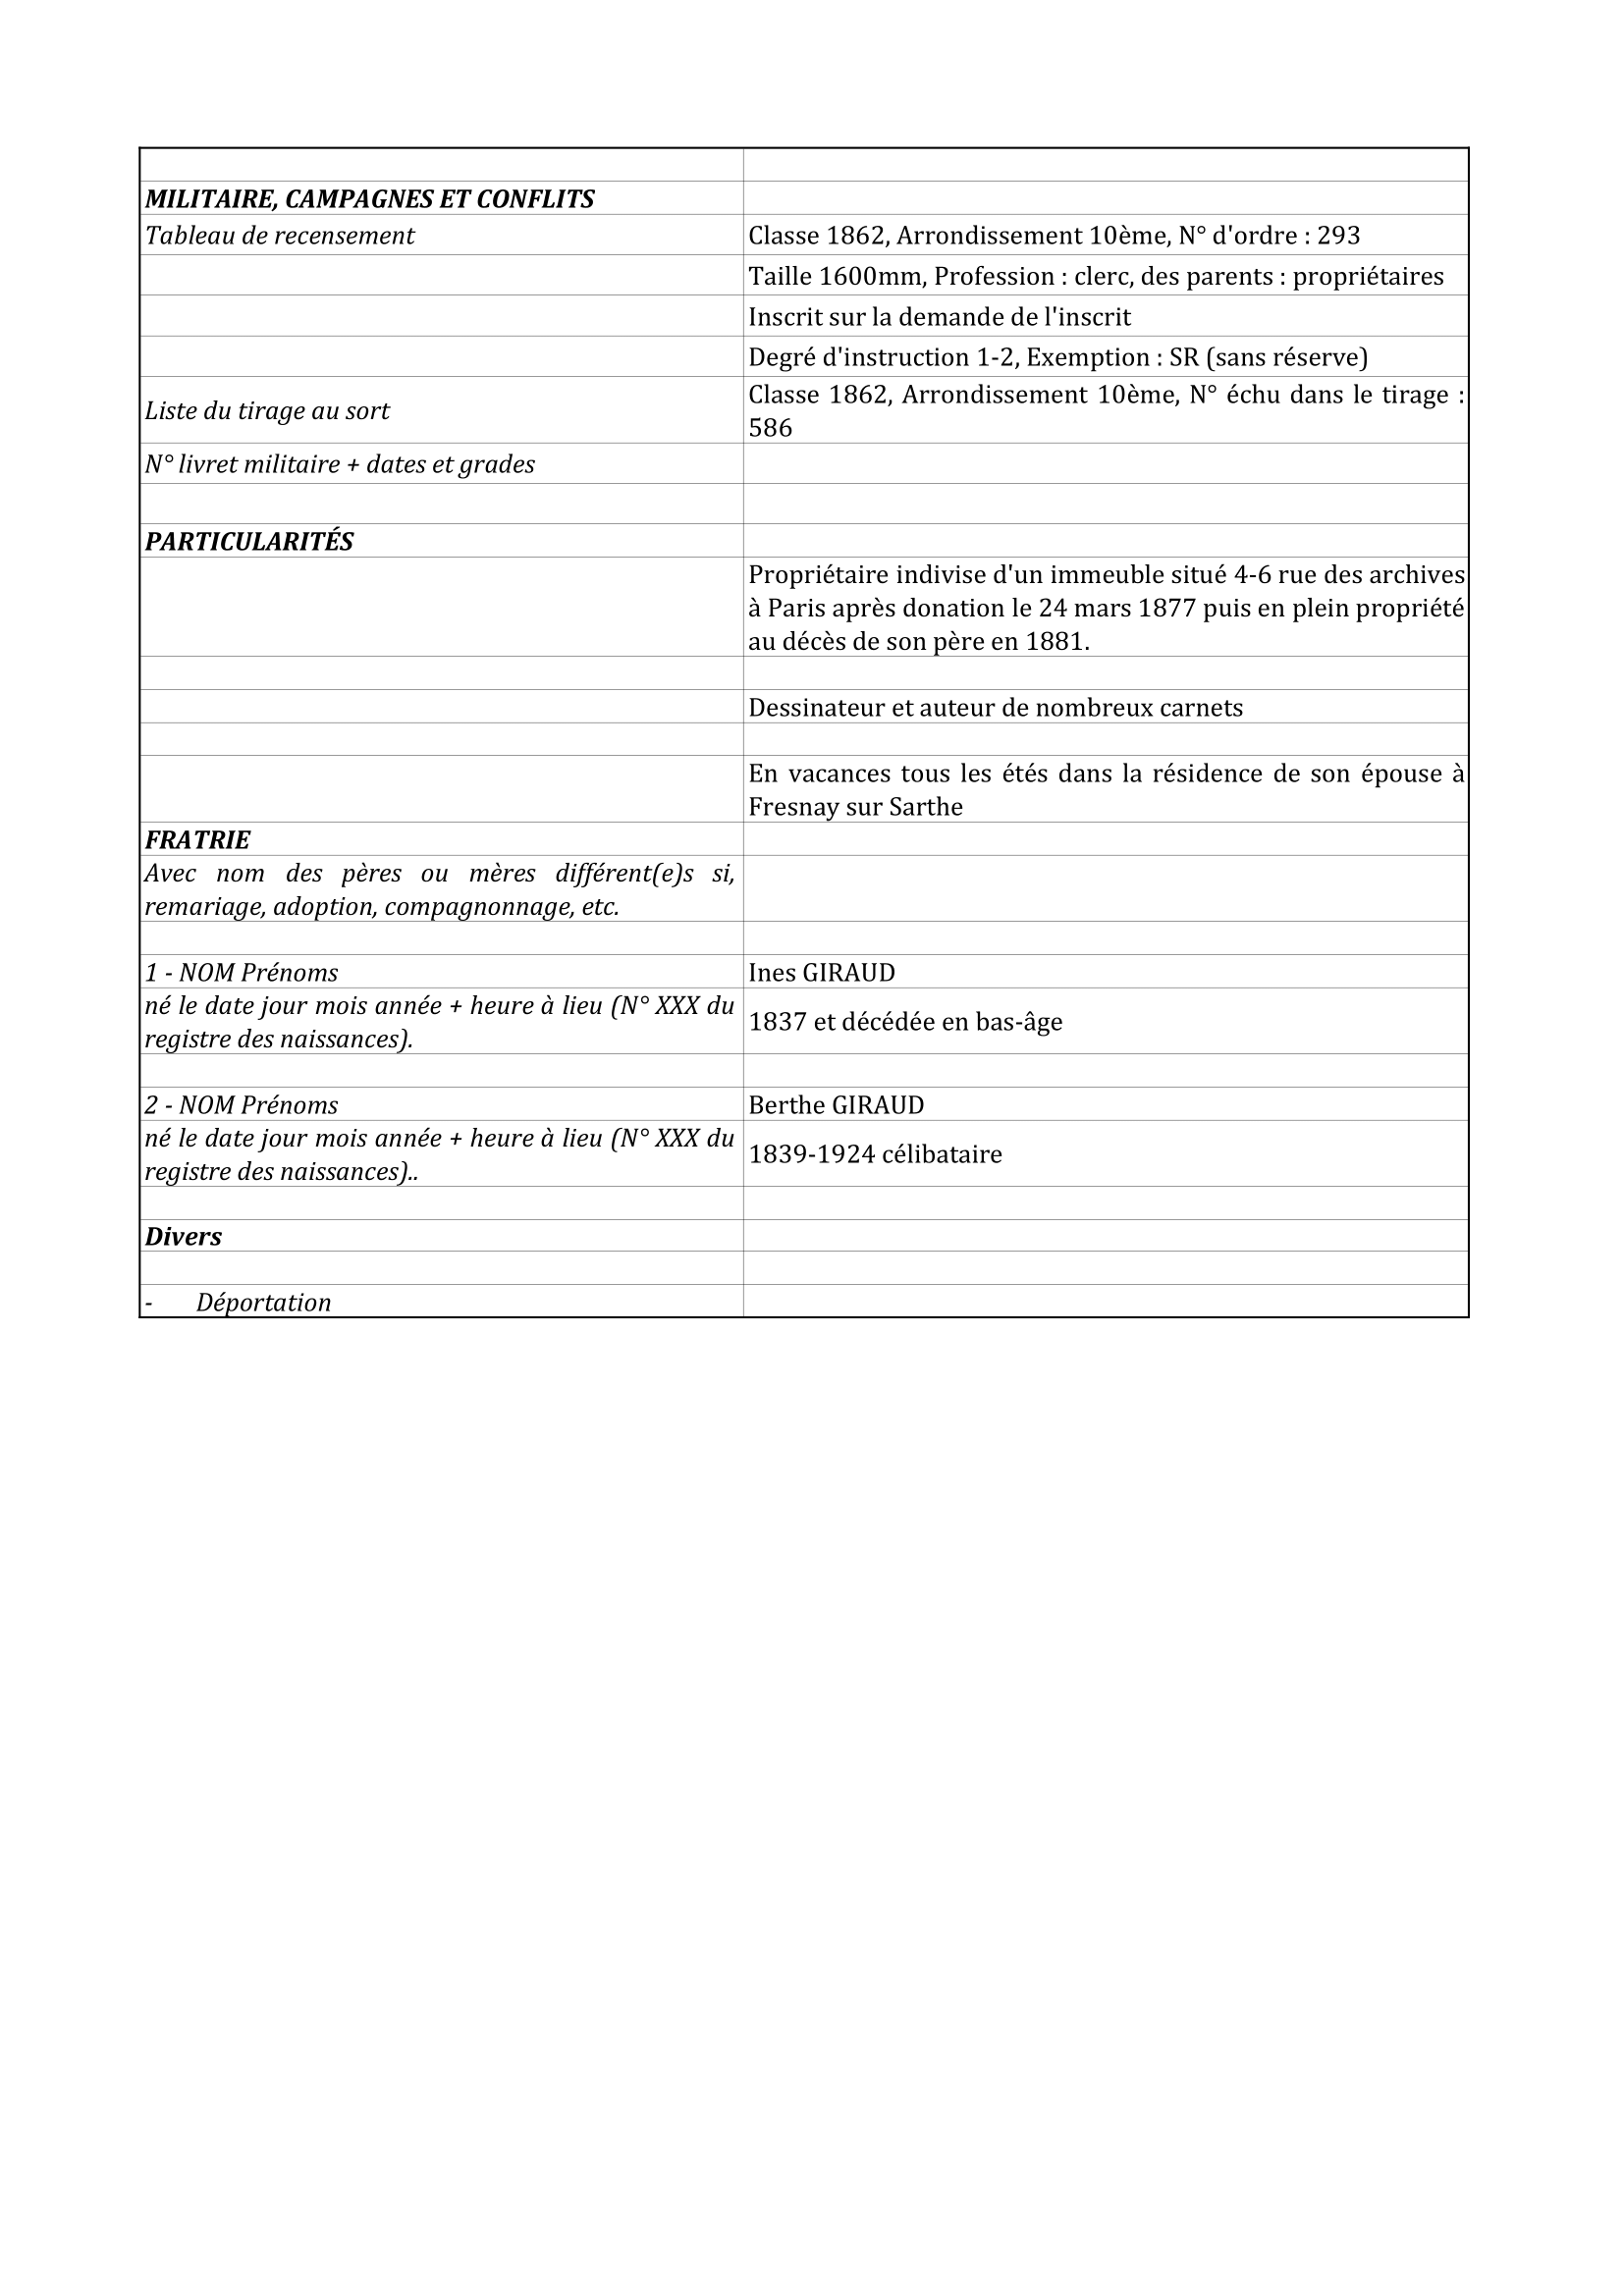 MILITAIRE, CAMPAGNES ET CONFLITS
Tableau de recensement
Classe 1862, Arrondissement 10ème, N° d'ordre : 293
Taille 1600mm, Profession : clerc, des parents : propriétaires
Inscrit sur la demande de l'inscrit
Degré d'instruction 1-2, Exemption : SR (sans réserve)
Liste du tirage au sort
Classe 1862, Arrondissement 10ème, N° échu dans le tirage :
586
N° livret militaire + dates et grades
PARTICULARITÉS
Propriétaire indivise d'un immeuble situé 4-6 rue des archives
à Paris après donation le 24 mars 1877 puis en plein propriété
au décès de son père en 1881.
Dessinateur et auteur de nombreux carnets
En vacances tous les étés dans la résidence de son épouse à
Fresnay sur Sarthe
FRATRIE
Avec nom des pères ou mères différent(e)s si,
remariage, adoption, compagnonnage, etc.
1 - NOM Prénoms
Ines GIRAUD
né le date jour mois année + heure à lieu (N° XXX du
registre des naissances).
1837 et décédée en bas-âge
2 - NOM Prénoms
Berthe GIRAUD
né le date jour mois année + heure à lieu (N° XXX du
registre des naissances)..
1839-1924 célibataire
Divers
- Déportation